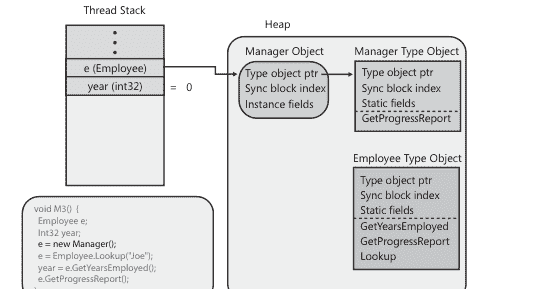 Thread Stack
e (Employee)
year (int32)
= 0
Heap
Manager Object
Type object ptr
Sync block index
Instance fields
Manager Type Object
Type object ptr
Sync block index
Static fields
GetProgressReport
Employee Type Object
Type object ptr
Sync block index
Static fields
GetYearsEmployed
GetProgressReport
Lookup
void M3() {
Employee e;
Int32 year;
e = new Manager();
e = Employee.Lookup("Joe");
year = e.GetYearsEmployed();
e.GetProgressReport();